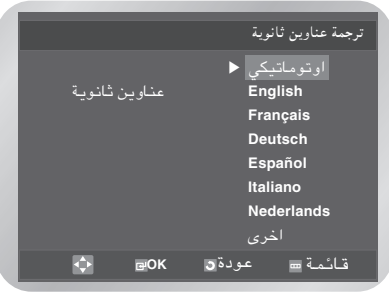 ترجمة عناوين ثانوية
اوتوماتيكي
عناوين ثانوية
English
Français
Deutsch
Español
Italiano
Nederlands
اخرى
قائمة عودة OK